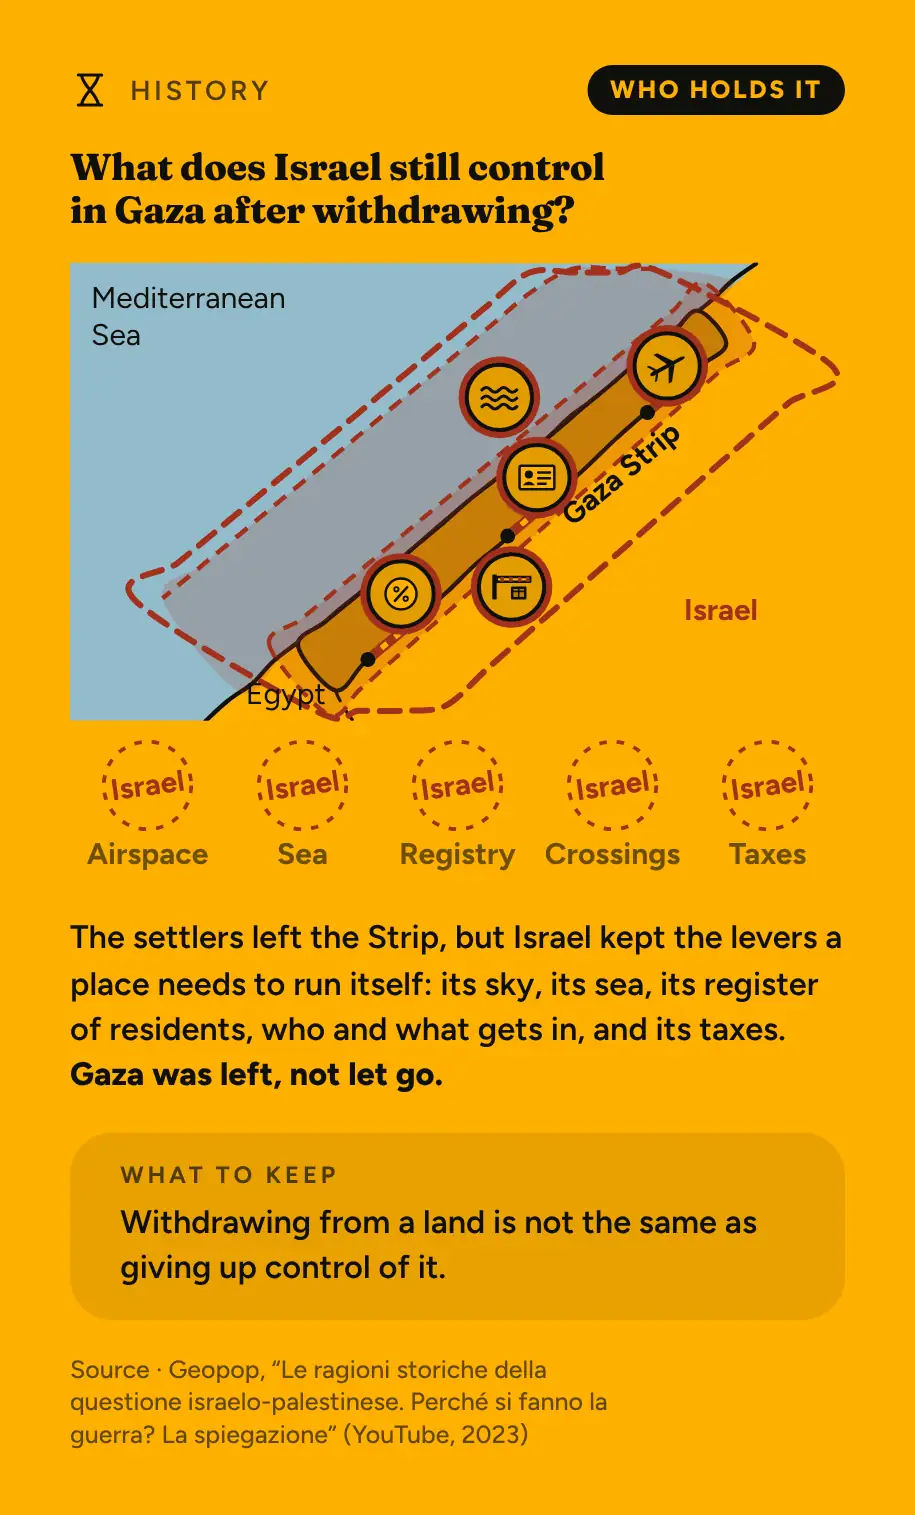 HISTORY
WHO HOLDS IT
What does Israel still control
in Gaza after withdrawing?
Mediterranean
Sea
Gaza Strip
Israel
Egypt
Israel
Israel
Israel
Israel
Israel
Airspace
Sea
Registry
Crossings
Taxes
The settlers left the Strip, but Israel kept the levers a
place needs to run itself: its sky, its sea, its register
of residents, who and what gets in, and its taxes.
Gaza was left, not let go.
WHAT TO KEEP
Withdrawing from a land is not the same as
giving up control of it.
Source · Geopop, “Le ragioni storiche della
questione israelo-palestinese. Perché si fanno la
guerra? La spiegazione” (YouTube, 2023)